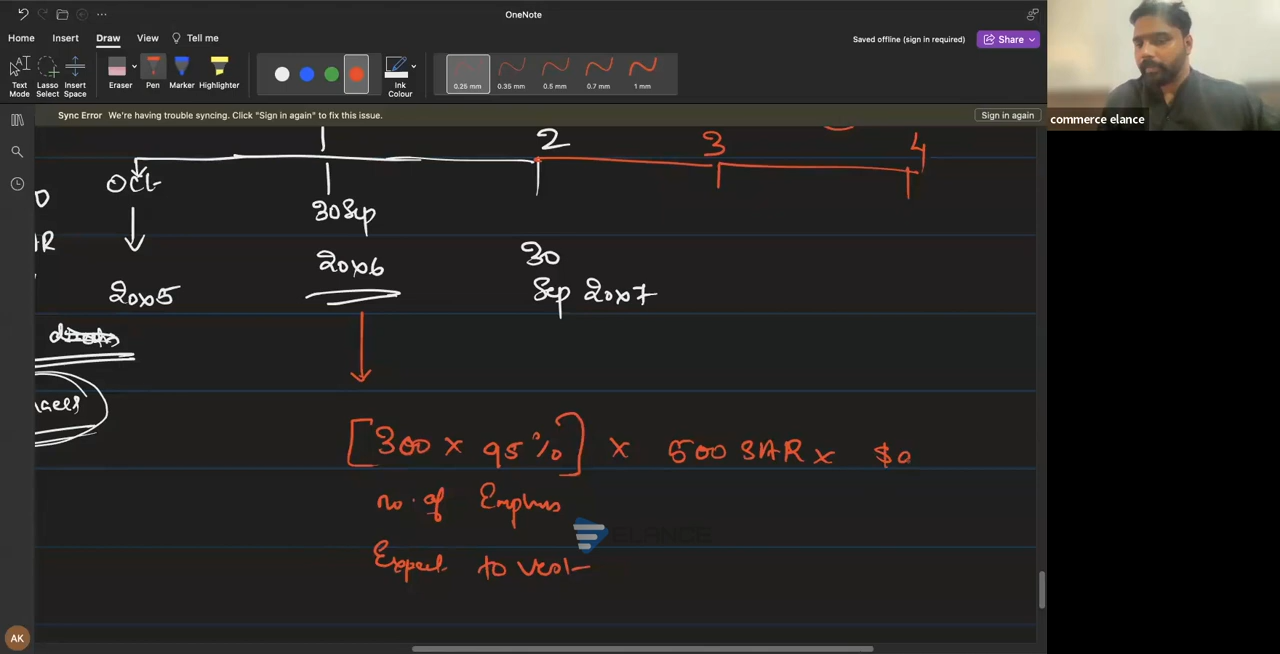 OneNote
Home Insert Draw View Tell me
Saved offline (sign in required) Share
Text Mode Lasso Select Insert Space Eraser Pen Marker Highlighter Ink Colour 0.25 mm 0.35 mm 0.5 mm 0.7 mm 1 mm
Sync Error We're having trouble syncing. Click "Sign in again" to fix this issue. Sign in again
commerce elance
1 2 3 4
Oct
30 Sep
20x6
20x5
30
Sep 20x7
[300 x 95%] x 500 SAR x $0
no. of
Expect to vest
ELANCE
AK